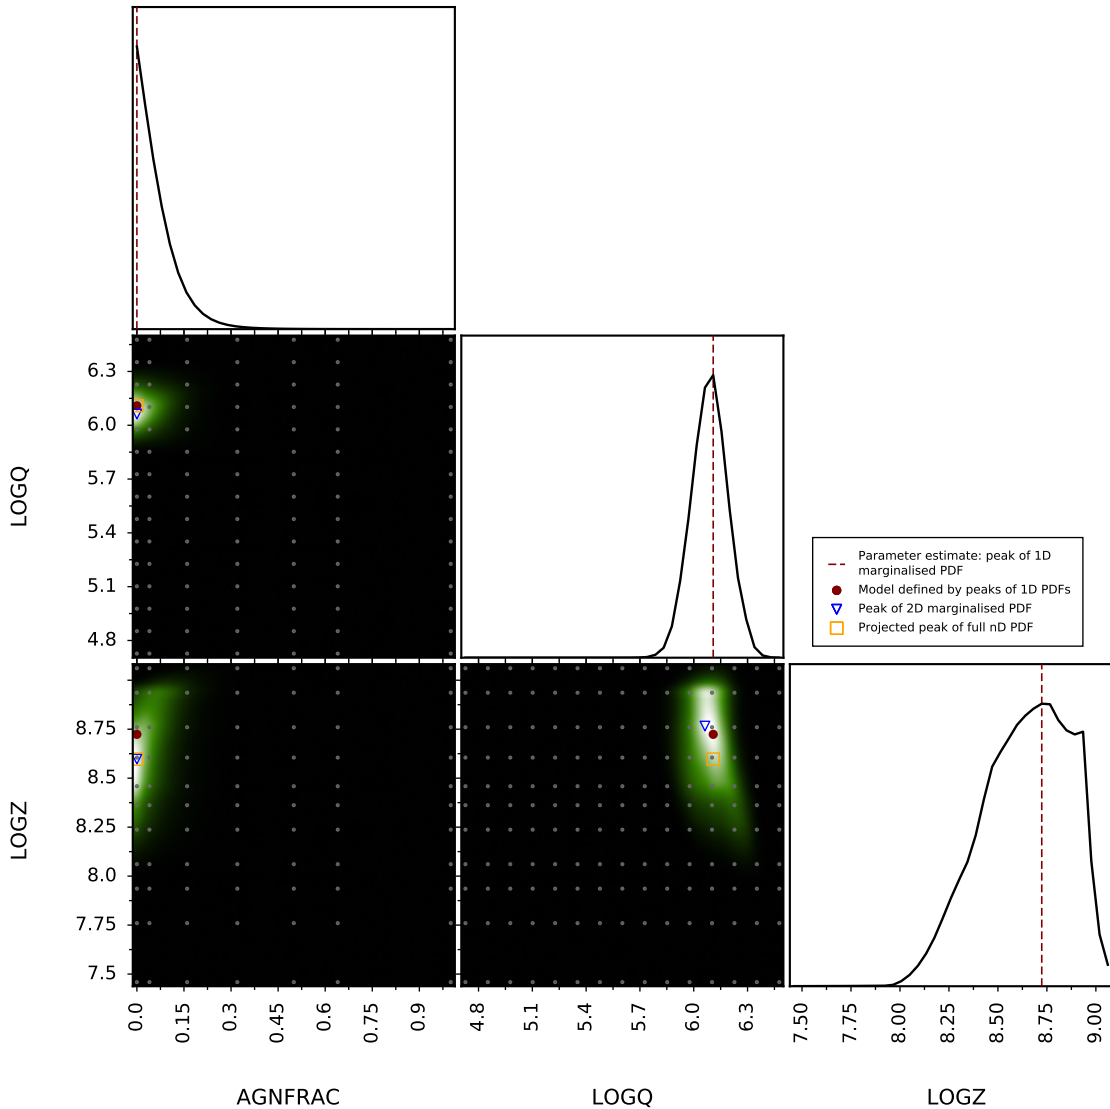 6.3
6.0
5.7
5.4
5.1
4.8
LOGQ
Parameter estimate: peak of 1D
marginalised PDF
Model defined by peaks of 1D PDFs
Peak of 2D marginalised PDF
Projected peak of full nD PDF
8.75
8.5
8.25
8.0
7.75
7.5
LOGZ
0.0 0.15 0.3 0.45 0.6 0.75 0.9
4.8 5.1 5.4 5.7 6.0 6.3
7.50 7.75 8.00 8.25 8.50 8.75 9.00
AGNFRAC LOGQ LOGZ